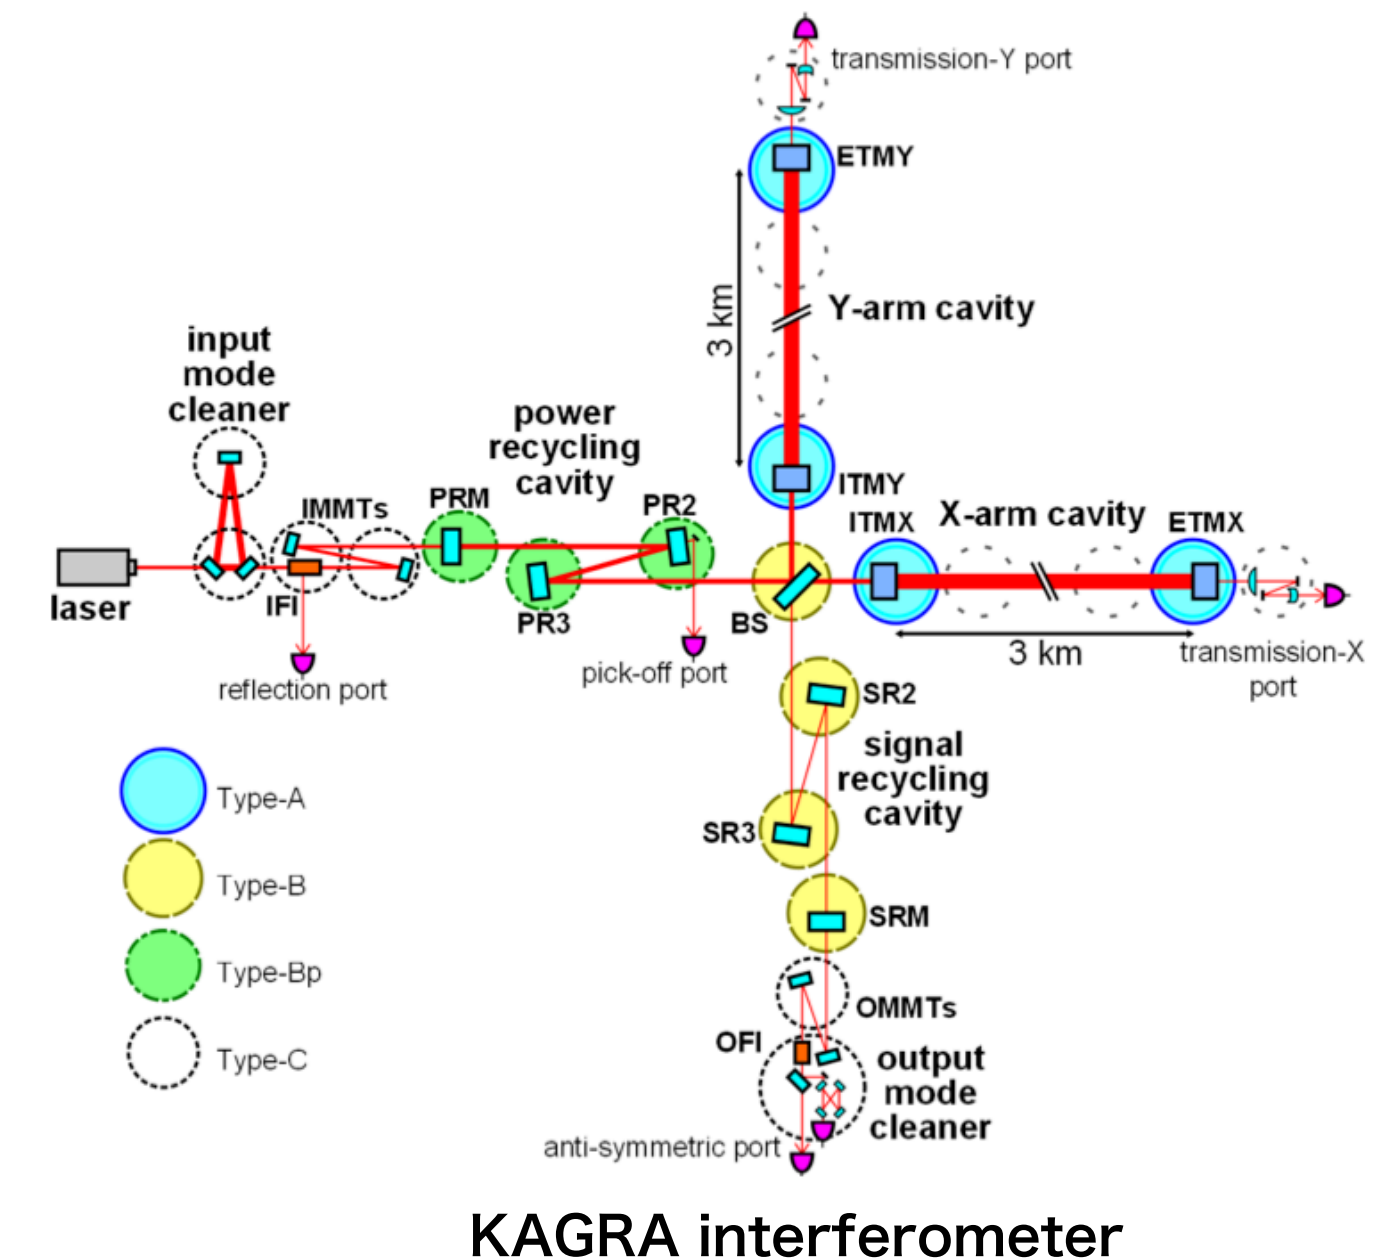 transmission-Y port
ETMY
3 km
Y-arm cavity
input
mode
cleaner
power
recycling
cavity
IMMTs
PRM
PR2
ITMY
ITMX
X-arm cavity
ETMX
laser
IFI
PR3
BS
3 km
transmission-X
port
reflection port
pick-off port
SR2
signal
recycling
cavity
SR3
SRM
Type-A
Type-B
Type-Bp
Type-C
OMMTs
OFI
output
mode
cleaner
anti-symmetric port
KAGRA interferometer